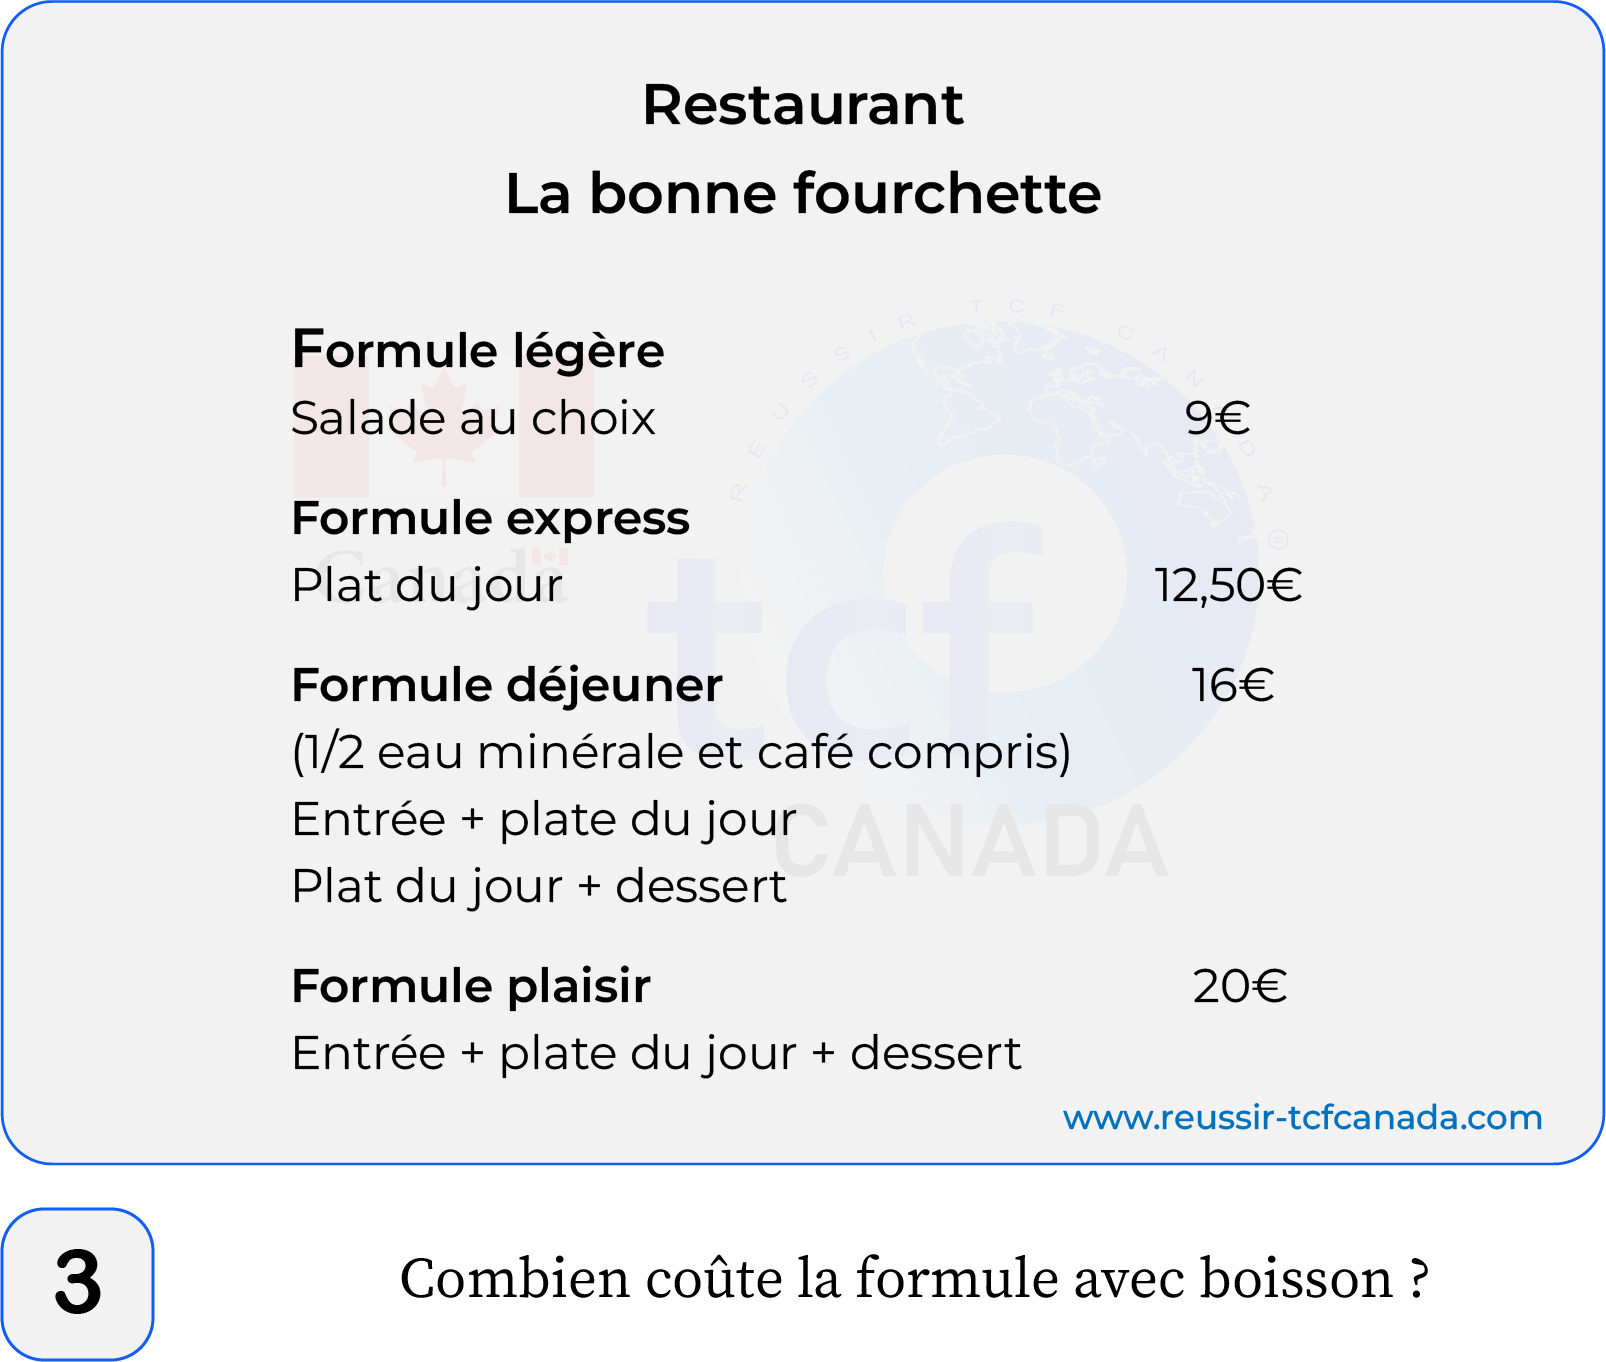 Restaurant
La bonne fourchette
RÉUSSIR TCF CANADA ®
Formule légère
Salade au choix 9€
Formule express
Canada
Plat du jour 12,50€
tcf
Formule déjeuner 16€
(1/2 eau minérale et café compris)
Entrée + plate du jour
CANADA
Plat du jour + dessert
Formule plaisir 20€
Entrée + plate du jour + dessert
www.reussir-tcfcanada.com
3 Combien coûte la formule avec boisson ?